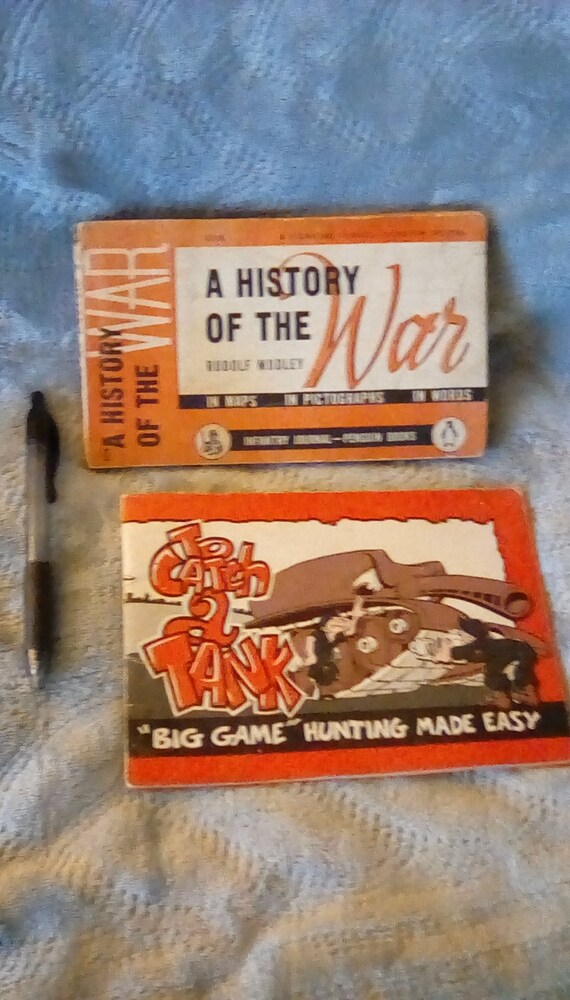 A HISTORY
OF THE
WAR
A HISTORY
OF THE
War
RUDOLF MODLEY
IN MAPS IN PICTOGRAPHS IN WORDS
INFANTRY JOURNAL—PENGUIN BOOKS
TO
CATCH
A
TANK
"BIG GAME" HUNTING MADE EASY